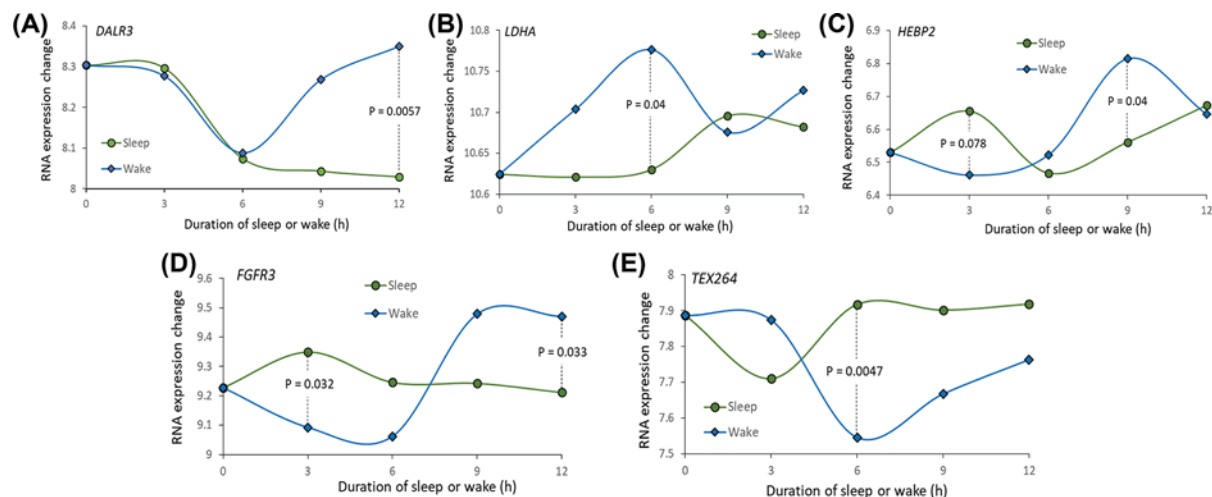 (A)
DALR3
RNA expression change
8.4
8.3
8.2
8.1
8
Sleep
Wake
P = 0.0057
0 3 6 9 12
Duration of sleep or wake (h)
(B)
LDHA
RNA expression change
10.8
10.75
10.7
10.65
10.6
Sleep
Wake
P = 0.04
0 3 6 9 12
Duration of sleep or wake (h)
(C)
HEBP2
RNA expression change
6.9
6.8
6.7
6.6
6.5
6.4
Sleep
Wake
P = 0.04
P = 0.078
0 3 6 9 12
Duration of sleep or wake (h)
(D)
FGFR3
RNA expression change
9.6
9.5
9.4
9.3
9.2
9.1
9
Sleep
Wake
P = 0.033
P = 0.032
0 3 6 9 12
Duration of sleep or wake (h)
(E)
TEX264
RNA expression change
8
7.9
7.8
7.7
7.6
7.5
P = 0.0047
Sleep
Wake
0 3 6 9 12
Duration of sleep or wake (h)